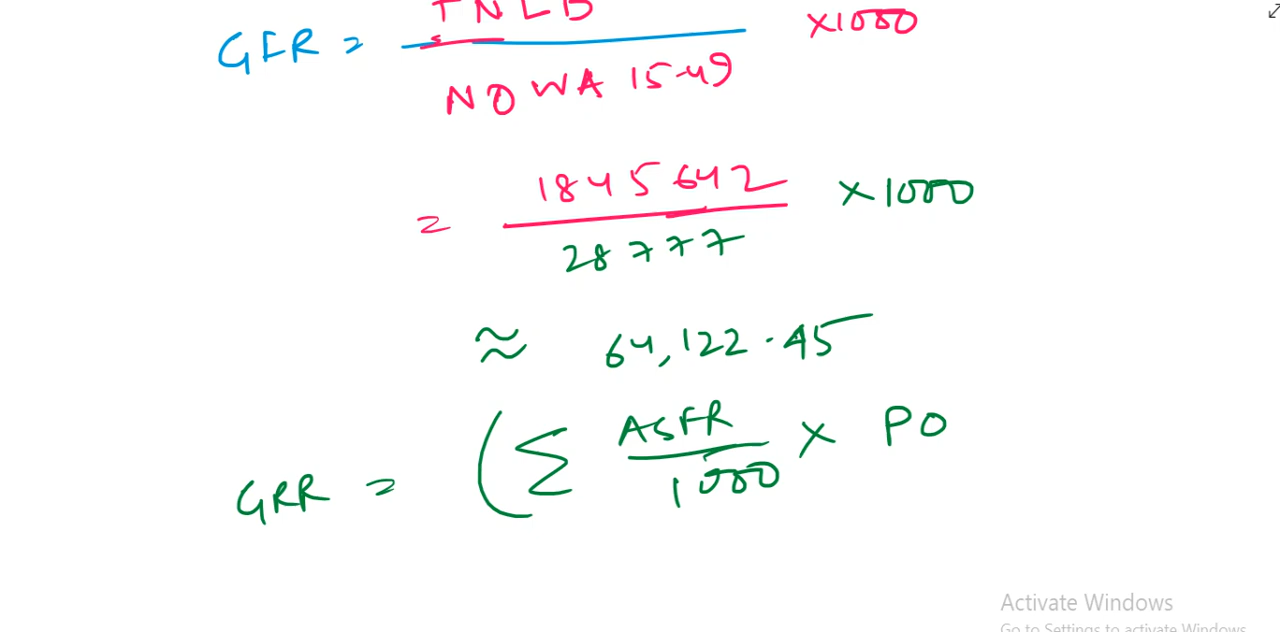 GFR = TNLB / NOWA 15-49 ×1000
= 1845642 / 28777 ×1000
≈ 64,122.45
GRR = (Σ ASFR / 1000 × PO
Activate Windows
Go to Settings to activate Windows.